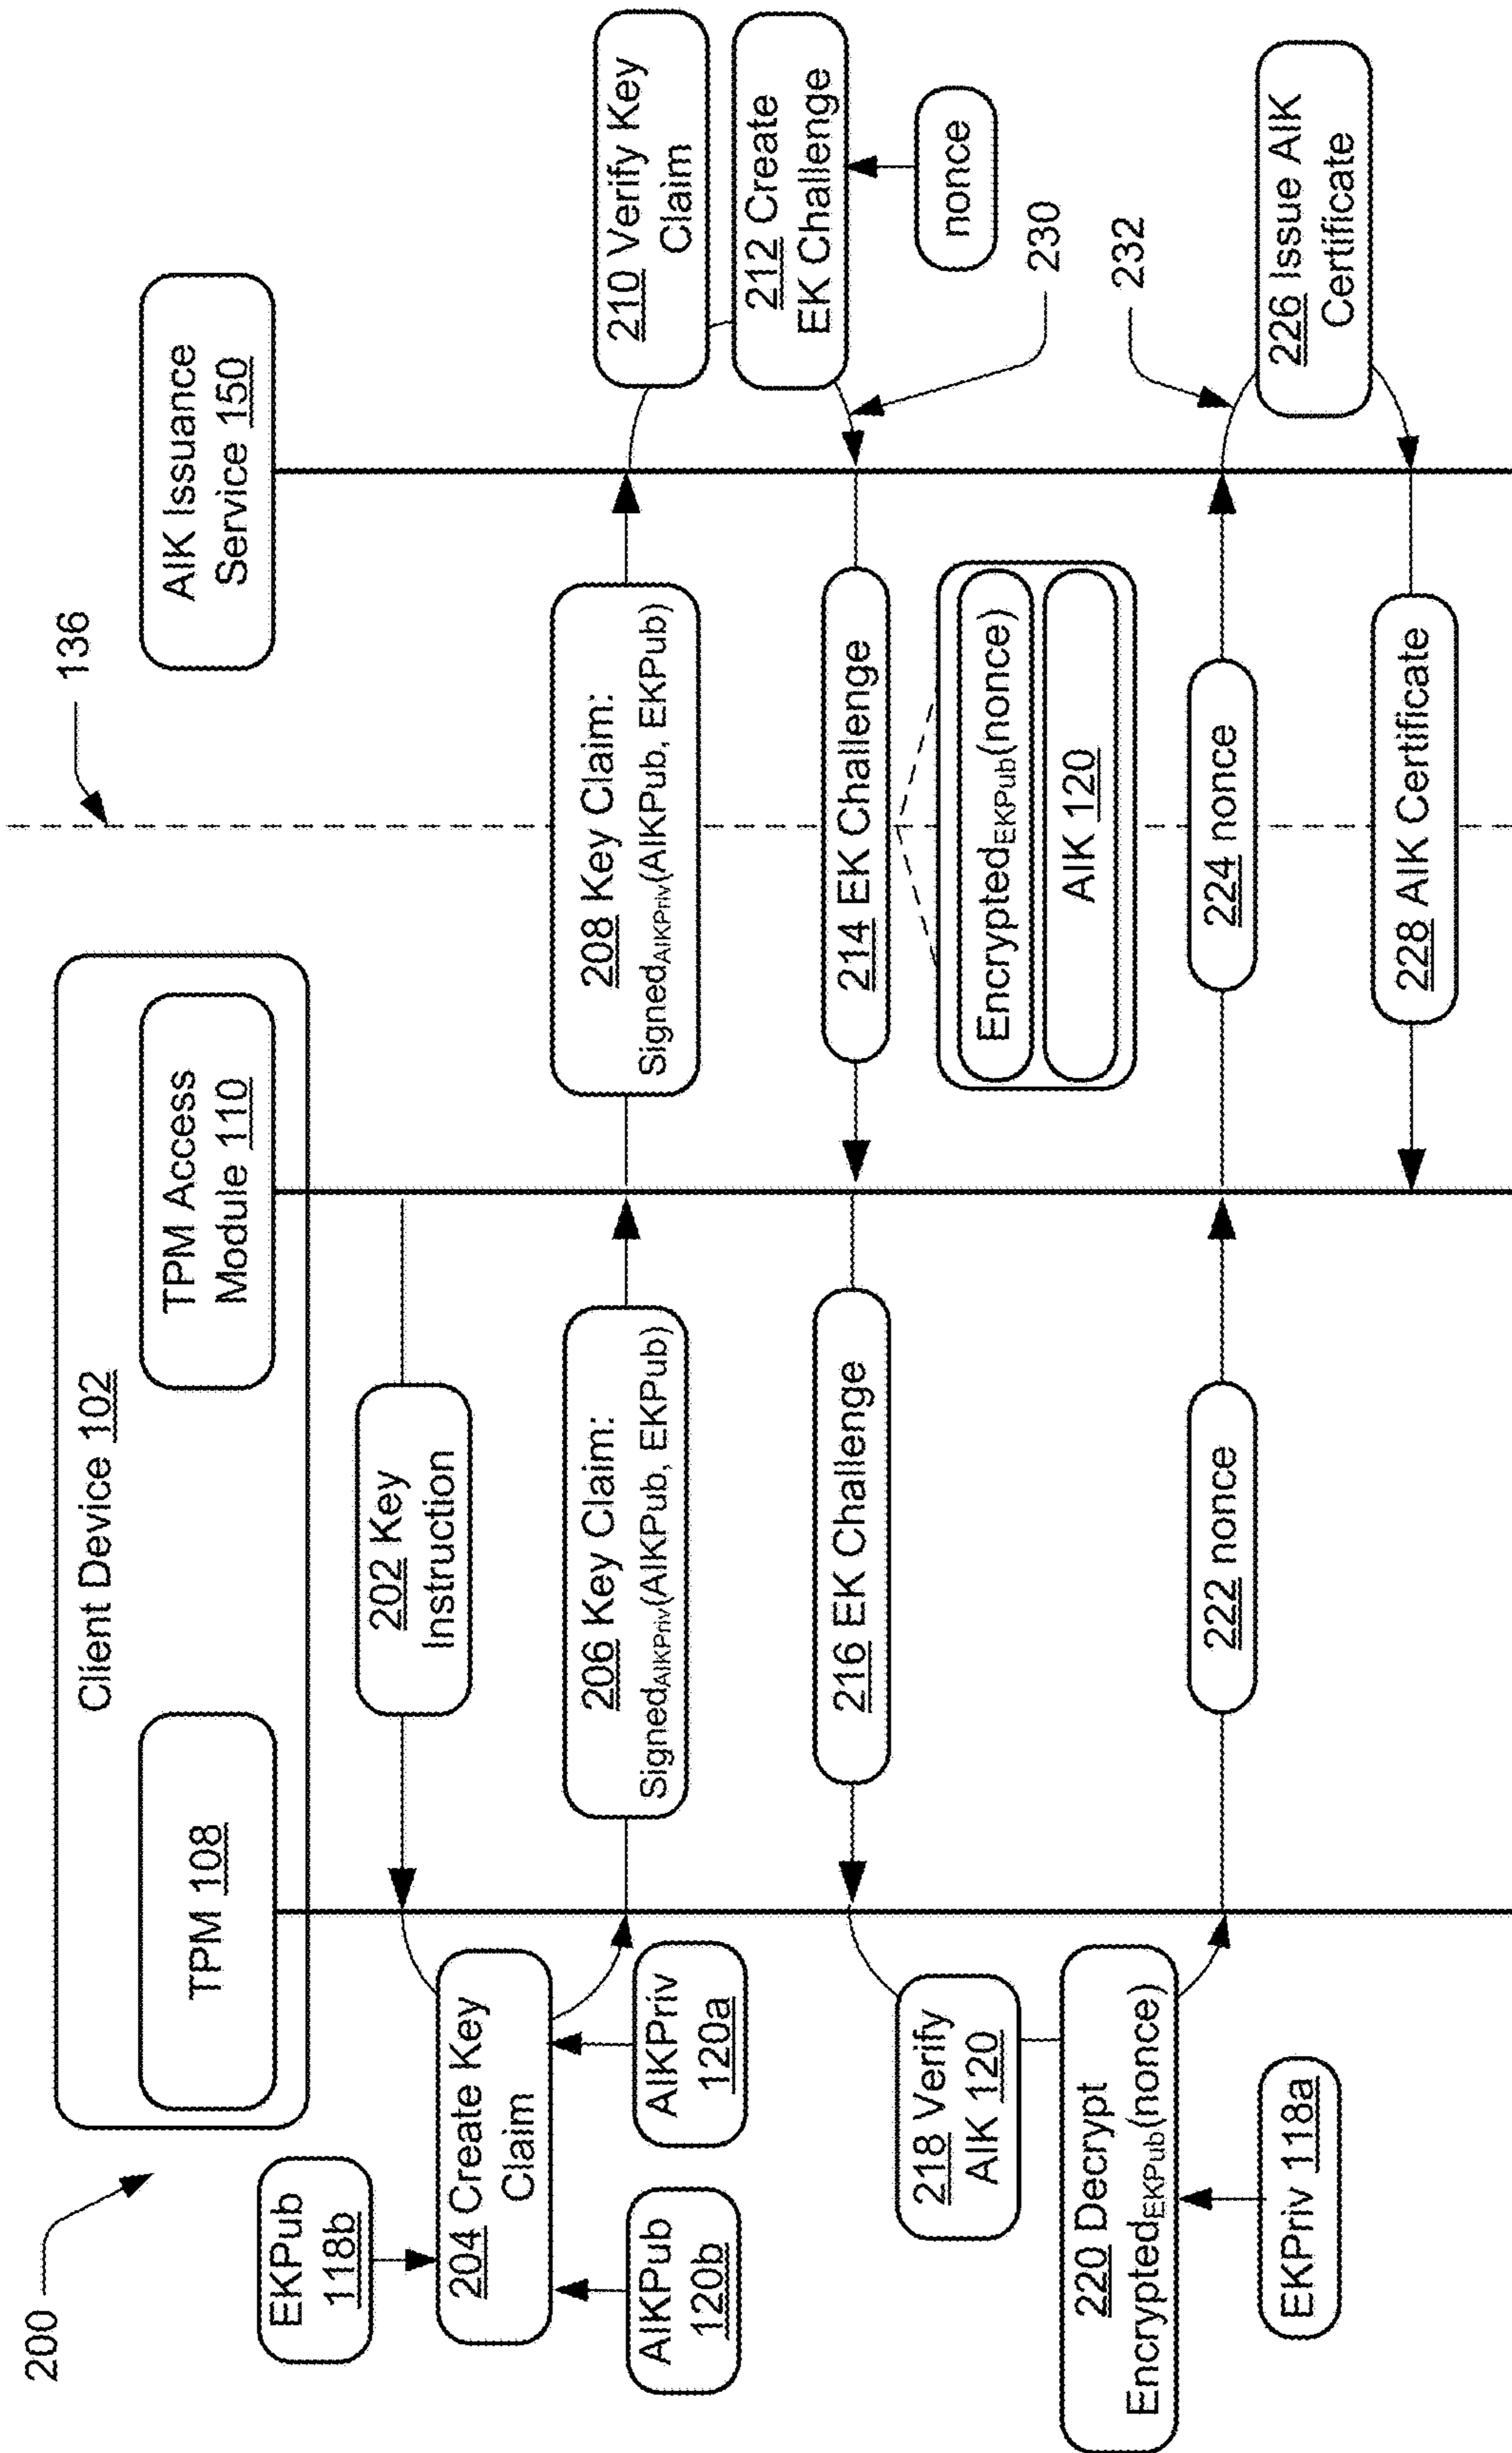 200
136
Client Device 102
TPM 108
TPM Access
Module 110
AIK Issuance
Service 150
EKPub
118b
202 Key
Instruction
204 Create Key
Claim
AIKPub
120b
AIKPriv
120a
206 Key Claim:
SignedAIKPriv(AIKPub, EKPub)
208 Key Claim:
SignedAIKPriv(AIKPub, EKPub)
210 Verify Key
Claim
212 Create
EK Challenge
nonce
230
214 EK Challenge
216 EK Challenge
EncryptedEKPub(nonce)
AIK 120
218 Verify
AIK 120
220 Decrypt
EncryptedEKPub(nonce)
EKPriv 118a
222 nonce
224 nonce
232
226 Issue AIK
Certificate
228 AIK Certificate